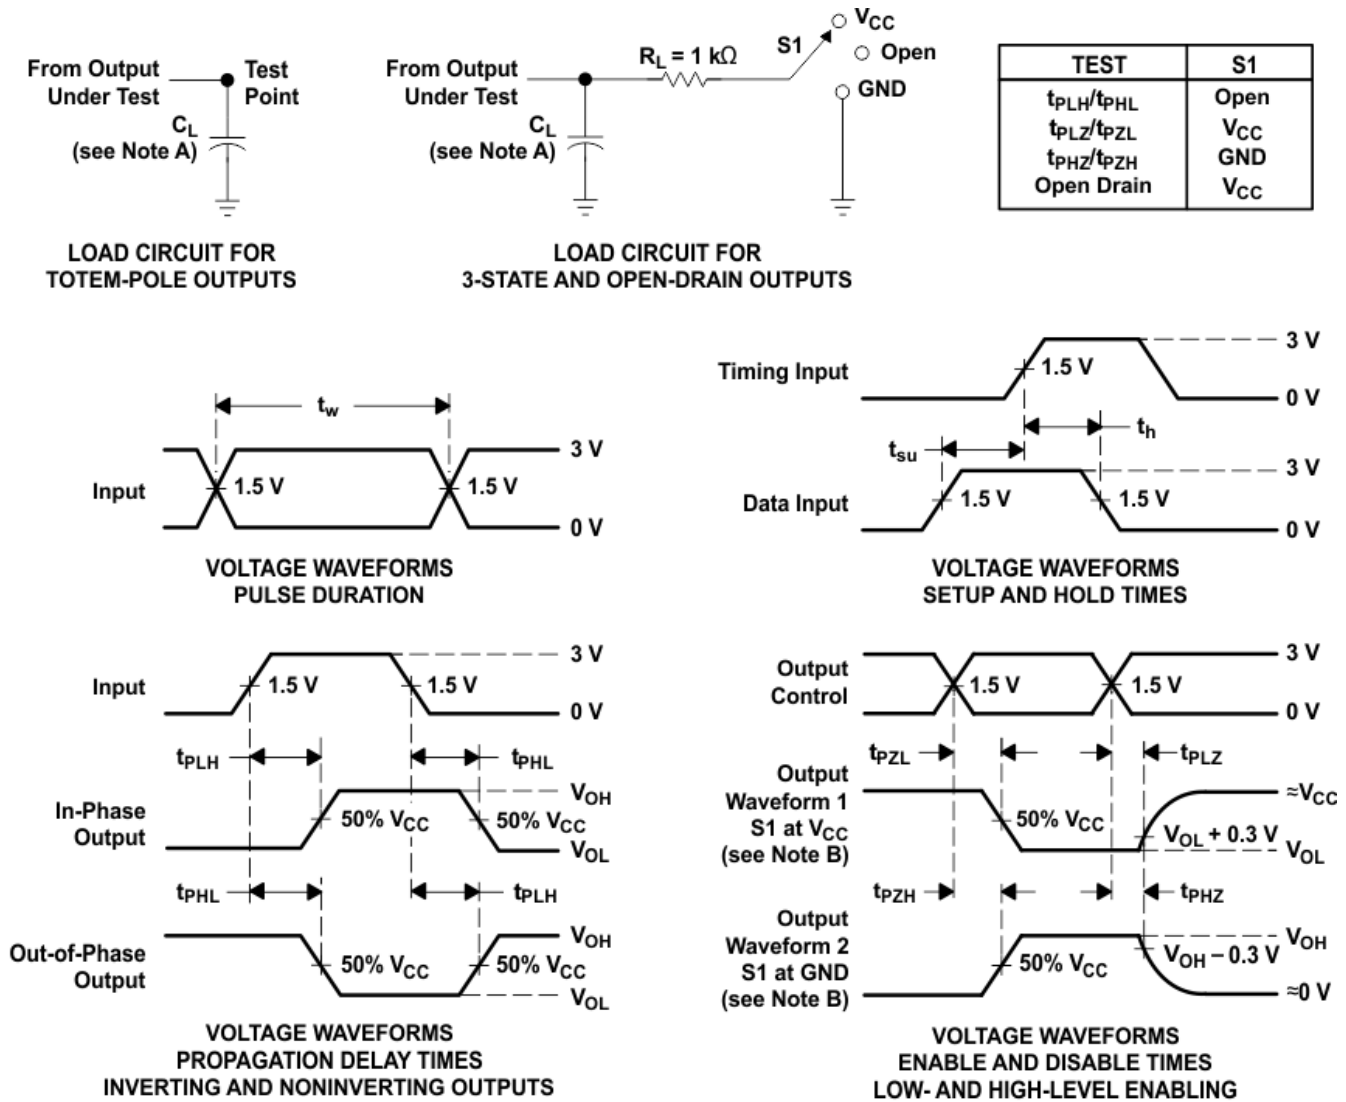 From Output
Under Test
Test
Point
CL
(see Note A)
LOAD CIRCUIT FOR
TOTEM-POLE OUTPUTS
From Output
Under Test
RL = 1 kΩ
S1
VCC
Open
GND
CL
(see Note A)
LOAD CIRCUIT FOR
3-STATE AND OPEN-DRAIN OUTPUTS
TEST S1
tPLH/tPHL Open
tPLZ/tPZL VCC
tPHZ/tPZH GND
Open Drain VCC
tw
Input
1.5 V
1.5 V
3 V
0 V
VOLTAGE WAVEFORMS
PULSE DURATION
Timing Input
1.5 V
3 V
0 V
tsu
th
Data Input
1.5 V
1.5 V
3 V
0 V
VOLTAGE WAVEFORMS
SETUP AND HOLD TIMES
Input
1.5 V
1.5 V
3 V
0 V
tPLH
tPHL
In-Phase
Output
50% VCC
50% VCC
VOH
VOL
tPHL
tPLH
Out-of-Phase
Output
50% VCC
50% VCC
VOH
VOL
VOLTAGE WAVEFORMS
PROPAGATION DELAY TIMES
INVERTING AND NONINVERTING OUTPUTS
Output
Control
1.5 V
1.5 V
3 V
0 V
tPZL
tPLZ
Output
Waveform 1
S1 at VCC
(see Note B)
50% VCC
VOL + 0.3 V
≈VCC
VOL
tPZH
tPHZ
Output
Waveform 2
S1 at GND
(see Note B)
50% VCC
VOH − 0.3 V
VOH
≈0 V
VOLTAGE WAVEFORMS
ENABLE AND DISABLE TIMES
LOW- AND HIGH-LEVEL ENABLING